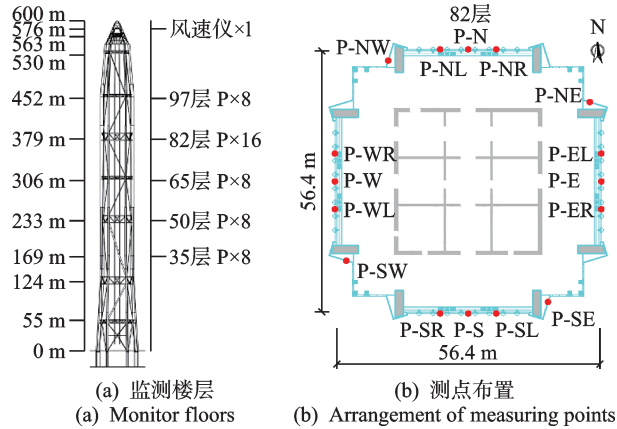 600 m
576 m
563 m
530 m
452 m
379 m
306 m
233 m
169 m
124 m
55 m
0 m
风速仪×1
97层 P×8
82层 P×16
65层 P×8
50层 P×8
35层 P×8
(a) 监测楼层
(a) Monitor floors
82层
P-N
N
P-NW
P-NL
P-NR
P-NE
P-WR
P-EL
P-W
P-E
P-WL
P-ER
56.4 m
P-SW
P-SE
P-SR
P-S
P-SL
56.4 m
(b) 测点布置
(b) Arrangement of measuring points